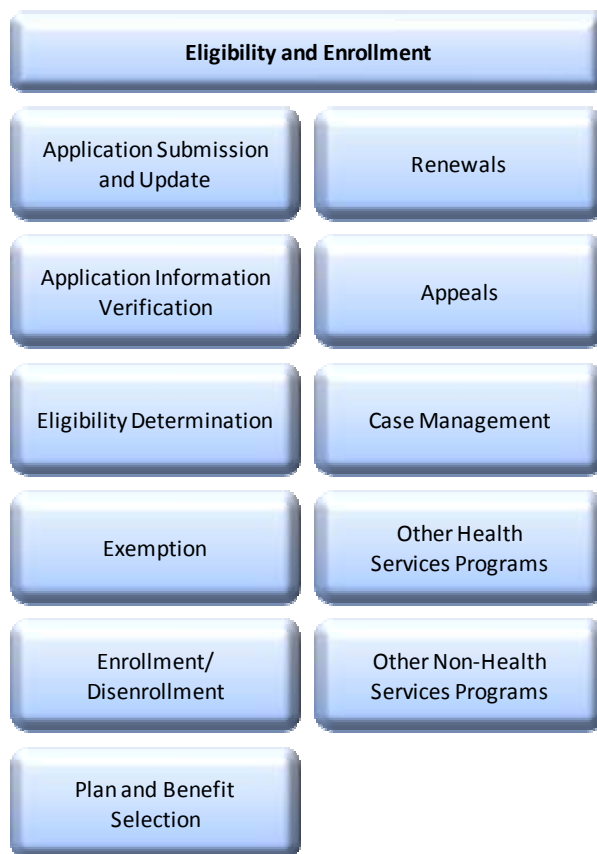 Eligibility and Enrollment
Application Submission
and Update
Renewals
Application Information
Verification
Appeals
Eligibility Determination
Case Management
Exemption
Other Health
Services Programs
Enrollment/
Disenrollment
Other Non-Health
Services Programs
Plan and Benefit
Selection